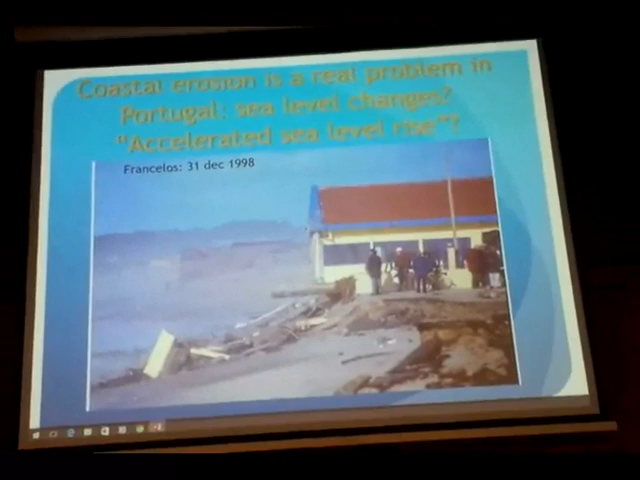 Coastal erosion is a real problem in
Portugal: sea level changes?
"Accelerated sea level rise"?
Francelos: 31 dec 1998